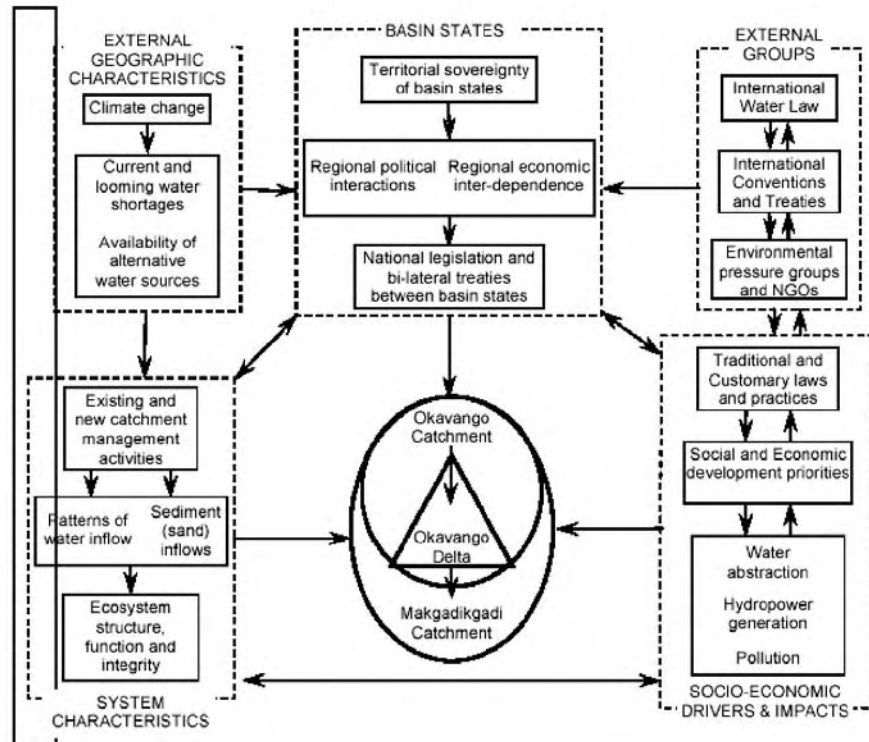 EXTERNAL
GEOGRAPHIC
CHARACTERISTICS
Climate change
Current and
looming water
shortages
Availability of
alternative
water sources
BASIN STATES
Territorial sovereignty
of basin states
Regional political
interactions
Regional economic
inter-dependence
National legislation and
bi-lateral treaties
between basin states
EXTERNAL
GROUPS
International
Water Law
International
Conventions
and Treaties
Environmental
pressure groups
and NGOs
Existing and
new catchment
management
activities
Patterns of
water inflow
Sediment
(sand)
inflows
Ecosystem
structure,
function and
integrity
SYSTEM
CHARACTERISTICS
Okavango
Catchment
Okavango
Delta
Makgadikgadi
Catchment
Traditional and
Customary laws
and practices
Social and Economic
development priorities
Water
abstraction
Hydropower
generation
Pollution
SOCIO-ECONOMIC
DRIVERS & IMPACTS